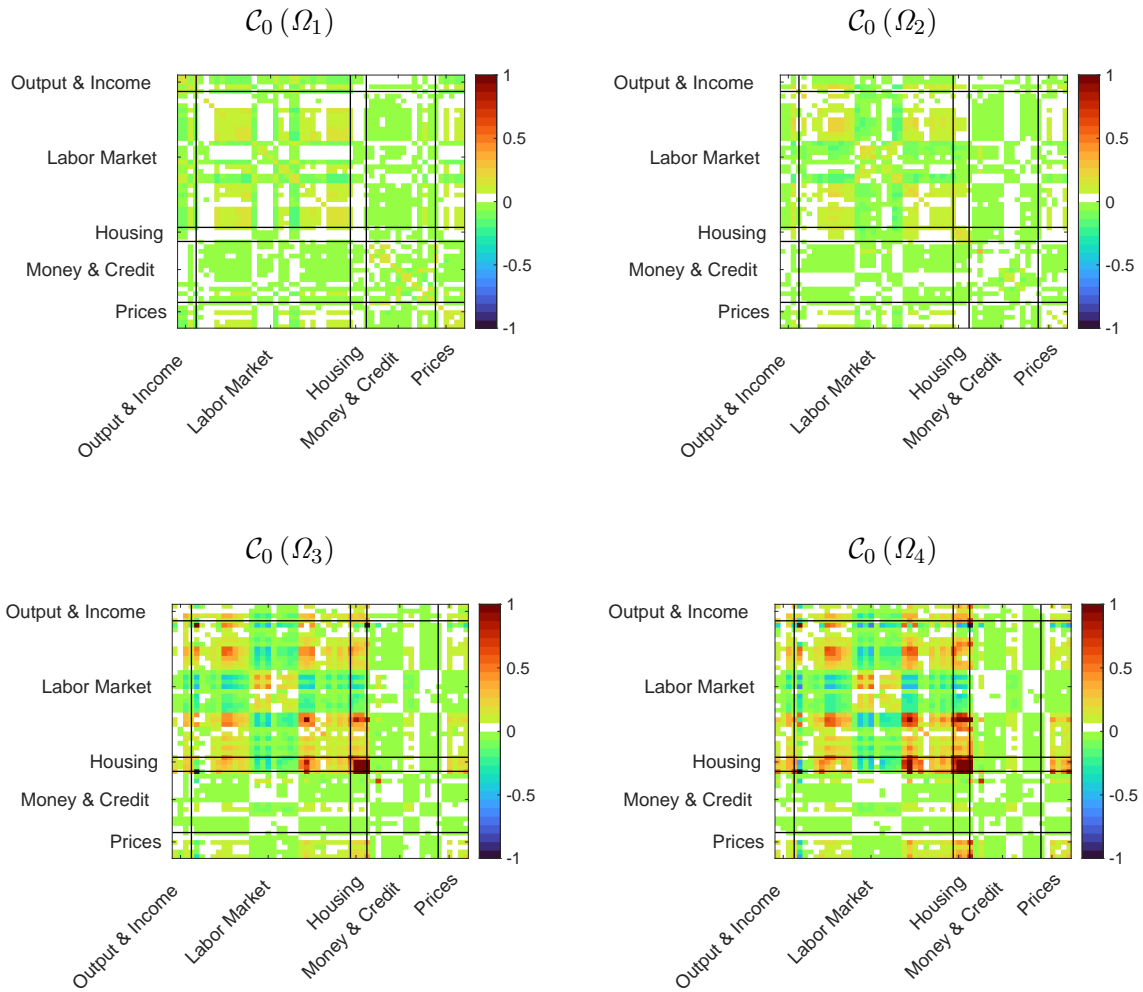 𝒞₀ (Ω₁)
Output & Income
Labor Market
Housing
Money & Credit
Prices
1
0.5
0
-0.5
-1
Output & Income
Labor Market
Housing
Money & Credit
Prices
𝒞₀ (Ω₂)
Output & Income
Labor Market
Housing
Money & Credit
Prices
1
0.5
0
-0.5
-1
Output & Income
Labor Market
Housing
Money & Credit
Prices
𝒞₀ (Ω₃)
Output & Income
Labor Market
Housing
Money & Credit
Prices
1
0.5
0
-0.5
-1
Output & Income
Labor Market
Housing
Money & Credit
Prices
𝒞₀ (Ω₄)
Output & Income
Labor Market
Housing
Money & Credit
Prices
1
0.5
0
-0.5
-1
Output & Income
Labor Market
Housing
Money & Credit
Prices